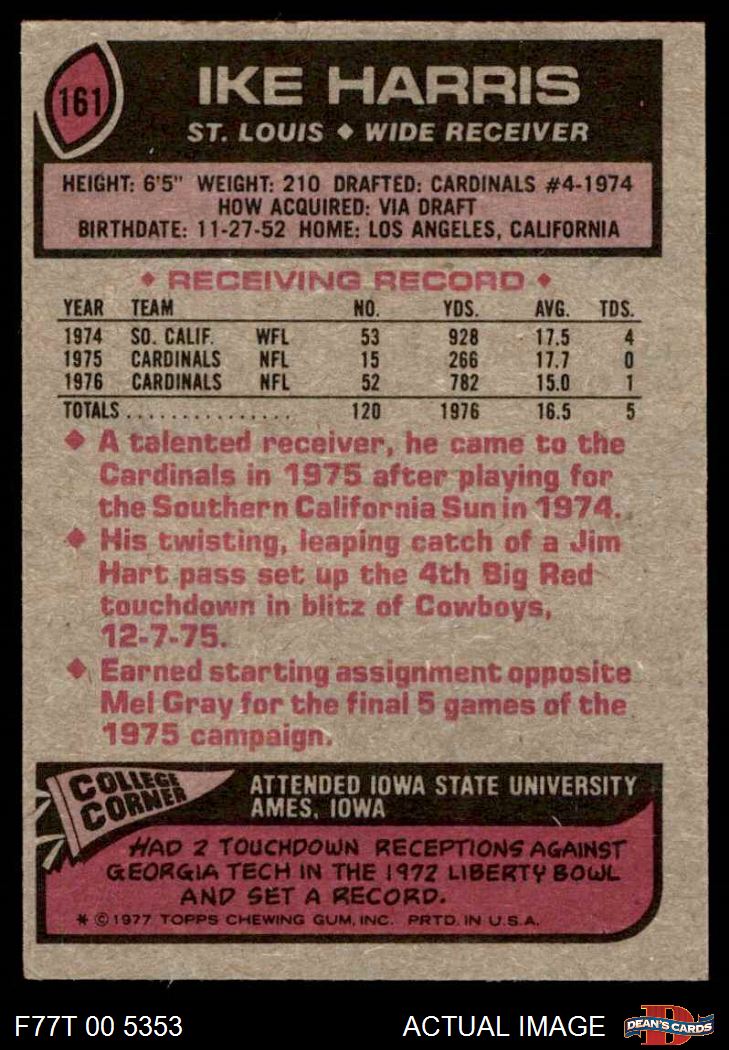 161
IKE HARRIS
ST. LOUIS ◆ WIDE RECEIVER
HEIGHT: 6'5" WEIGHT: 210 DRAFTED: CARDINALS #4-1974
HOW ACQUIRED: VIA DRAFT
BIRTHDATE: 11-27-52 HOME: LOS ANGELES, CALIFORNIA
◆ RECEIVING RECORD ◆
YEAR TEAM NO. YDS. AVG. TDS.
1974 SO. CALIF. WFL 53 928 17.5 4
1975 CARDINALS NFL 15 266 17.7 0
1976 CARDINALS NFL 52 782 15.0 1
TOTALS............... 120 1976 16.5 5
◆ A talented receiver, he came to the
Cardinals in 1975 after playing for
the Southern California Sun in 1974.
◆ His twisting, leaping catch of a Jim
Hart pass set up the 4th Big Red
touchdown in blitz of Cowboys,
12-7-75.
◆ Earned starting assignment opposite
Mel Gray for the final 5 games of the
1975 campaign.
COLLEGE
CORNER
ATTENDED IOWA STATE UNIVERSITY
AMES, IOWA
HAD 2 TOUCHDOWN RECEPTIONS AGAINST
GEORGIA TECH IN THE 1972 LIBERTY BOWL
AND SET A RECORD.
* © 1977 TOPPS CHEWING GUM, INC. PRTD. IN U.S.A.
F77T 00 5353
ACTUAL IMAGE
D
DEAN'S CARDS